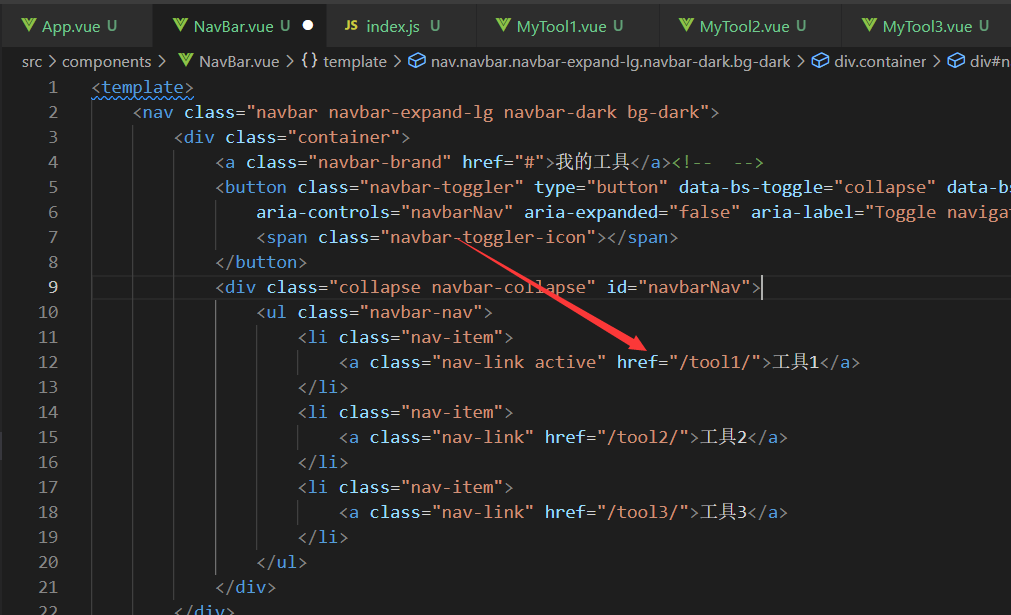 App.vue U NavBar.vue U JS index.js U MyTool1.vue U MyTool2.vue U MyTool3.vue U
src > components > NavBar.vue > {} template > nav.navbar.navbar-expand-lg.navbar-dark.bg-dark > div.container > div#n
1 <template>
2 <nav class="navbar navbar-expand-lg navbar-dark bg-dark">
3 <div class="container">
4 <a class="navbar-brand" href="#">我的工具</a><!--  -->
5 <button class="navbar-toggler" type="button" data-bs-toggle="collapse" data-bs
6 aria-controls="navbarNav" aria-expanded="false" aria-label="Toggle navigat
7 <span class="navbar-toggler-icon"></span>
8 </button>
9 <div class="collapse navbar-collapse" id="navbarNav">
10 <ul class="navbar-nav">
11 <li class="nav-item">
12 <a class="nav-link active" href="/tool1/">工具1</a>
13 </li>
14 <li class="nav-item">
15 <a class="nav-link" href="/tool2/">工具2</a>
16 </li>
17 <li class="nav-item">
18 <a class="nav-link" href="/tool3/">工具3</a>
19 </li>
20 </ul>
21 </div>
22 </div>